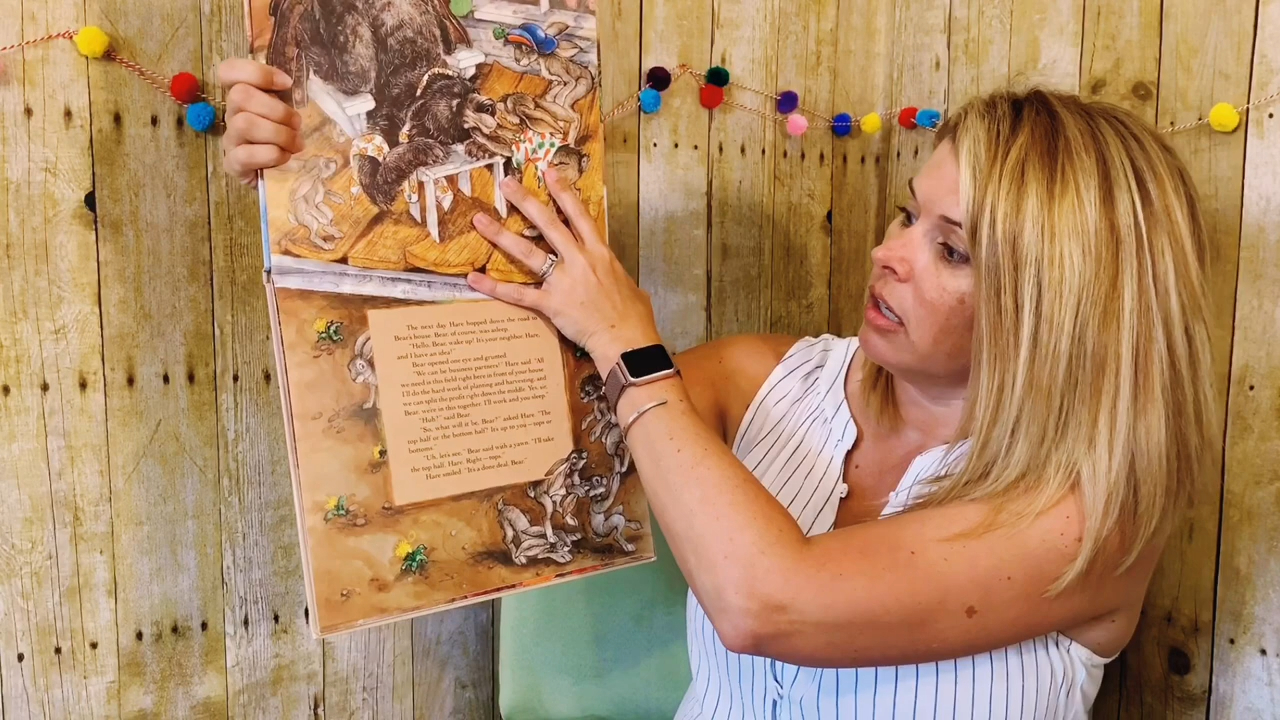 The next day Hare hopped down the road to
Bear's house. Bear, of course, was asleep.
"Hello, Bear, wake up! It's your neighbor, Hare,
and I have an idea!"
Bear opened one eye and grunted.
"We can be business partners!" Hare said. "All
we need is this field right here in front of your house.
I'll do the hard work of planting and harvesting, and
we can split the profit right down the middle. Yes, sir,
Bear, we're in this together. I'll work and you sleep."
"Huh?" said Bear.
"So, what will it be, Bear?" asked Hare. "The
top half or the bottom half? It's up to you—tops or
bottoms."
"Uh, let's see," Bear said with a yawn. "I'll take
the top half, Hare. Right—tops."
Hare smiled. "It's a done deal, Bear."